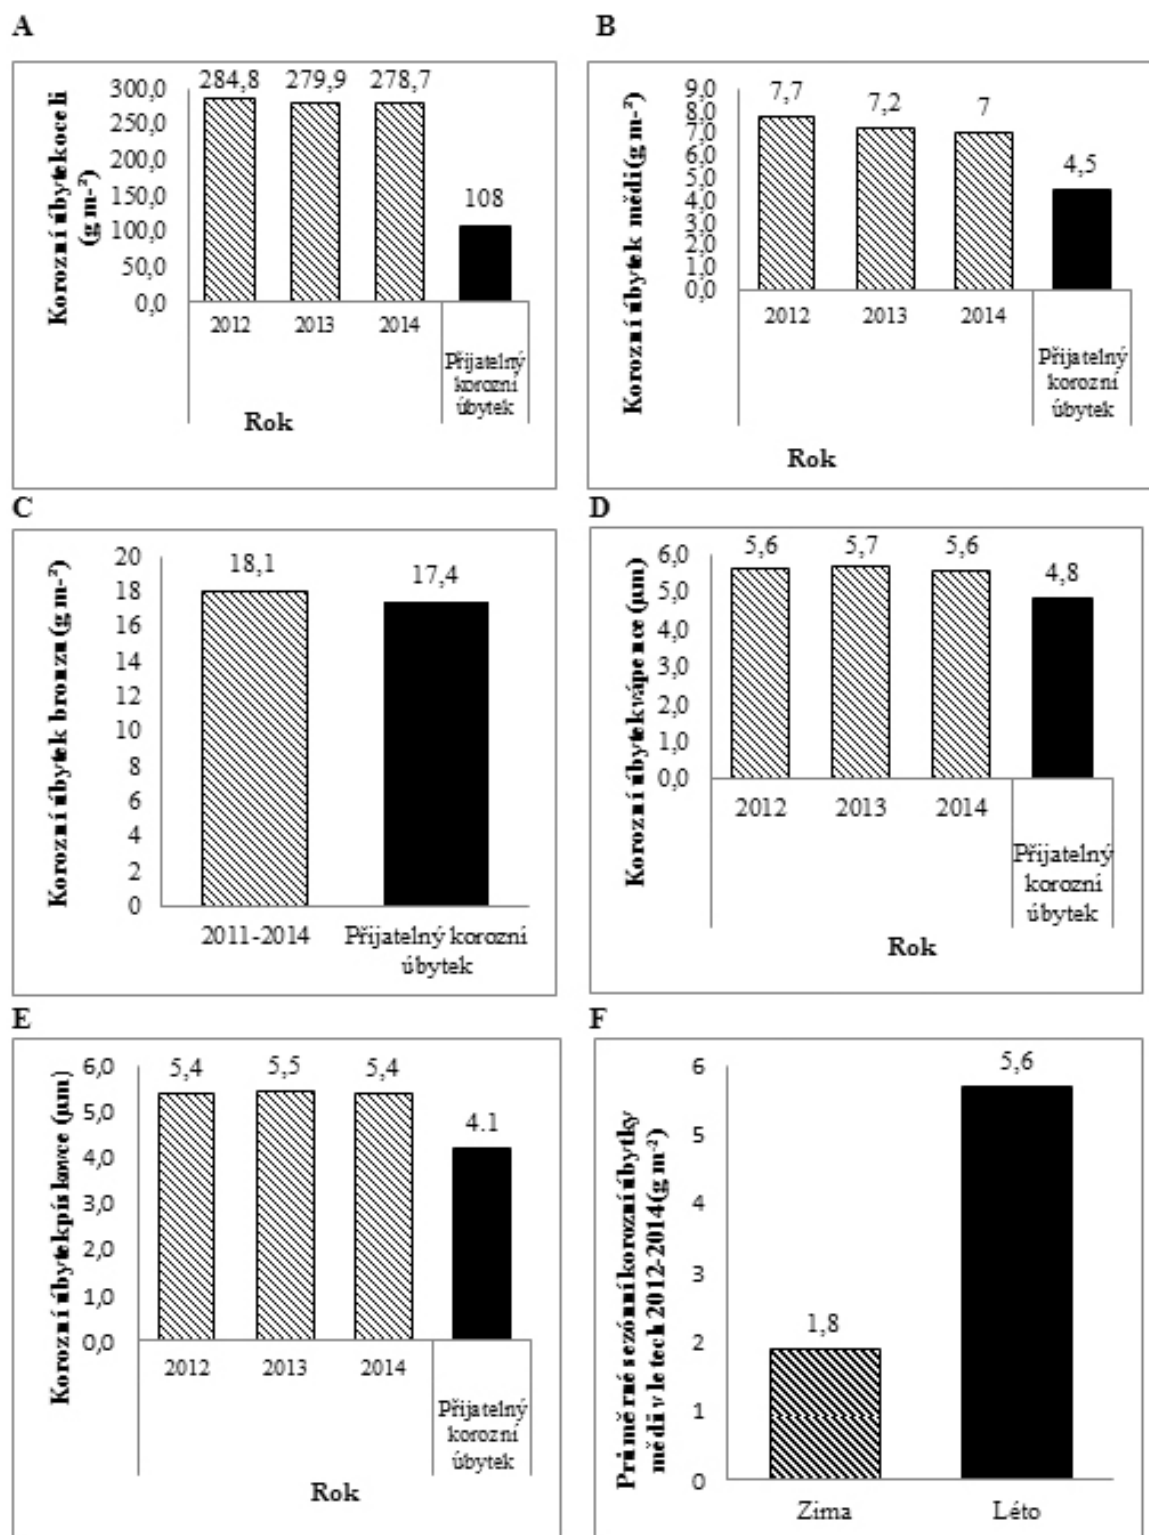 A
Korozní úbytek oceli
(g m-²)
300,0
250,0
200,0
150,0
100,0
50,0
0,0
284,8
279,9
278,7
108
2012
2013
2014
Přijatelný
korozní
úbytek
Rok
B
Korozní úbytek mědi (g m-²)
9,0
8,0
7,0
6,0
5,0
4,0
3,0
2,0
1,0
0,0
7,7
7,2
7
4,5
2012
2013
2014
Přijatelný
korozní
úbytek
Rok
C
Korozní úbytek bronzu (g m-²)
20
18
16
14
12
10
8
6
4
2
0
18,1
17,4
2011-2014
Přijatelný korozní
úbytek
D
Korozní úbytek vápence (μm)
6,0
5,0
4,0
3,0
2,0
1,0
0,0
5,6
5,7
5,6
4,8
2012
2013
2014
Přijatelný
korozní
úbytek
Rok
E
Korozní úbytek pískovce (μm)
6,0
5,0
4,0
3,0
2,0
1,0
0,0
5,4
5,5
5,4
4.1
2012
2013
2014
Přijatelný
korozní
úbytek
Rok
F
Průměrné sezónní korozní úbytky
mědi v letech 2012-2014 (g m-²)
6
5
4
3
2
1
0
1,8
5,6
Zima
Léto